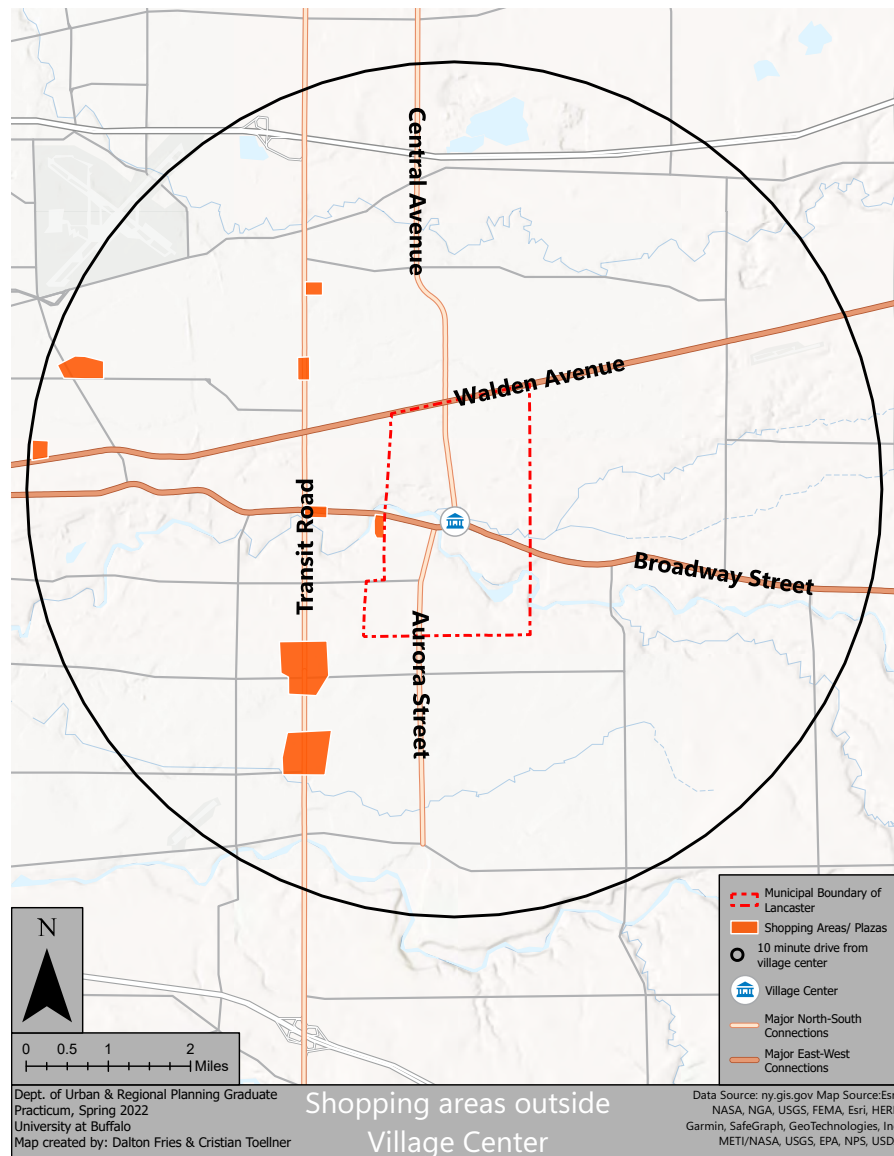 Central Avenue
Walden Avenue
Transit Road
Broadway Street
Aurora Street
Municipal Boundary of
Lancaster
Shopping Areas/ Plazas
10 minute drive from
village center
Village Center
Major North-South
Connections
Major East-West
Connections
N
0 0.5 1 2
Miles
Dept. of Urban & Regional Planning Graduate
Practicum, Spring 2022
University at Buffalo
Map created by: Dalton Fries & Cristian Toellner
Shopping areas outside
Village Center
Data Source: ny.gis.gov Map Source:Esri
NASA, NGA, USGS, FEMA, Esri, HERE
Garmin, SafeGraph, GeoTechnologies, In
METI/NASA, USGS, EPA, NPS, USD